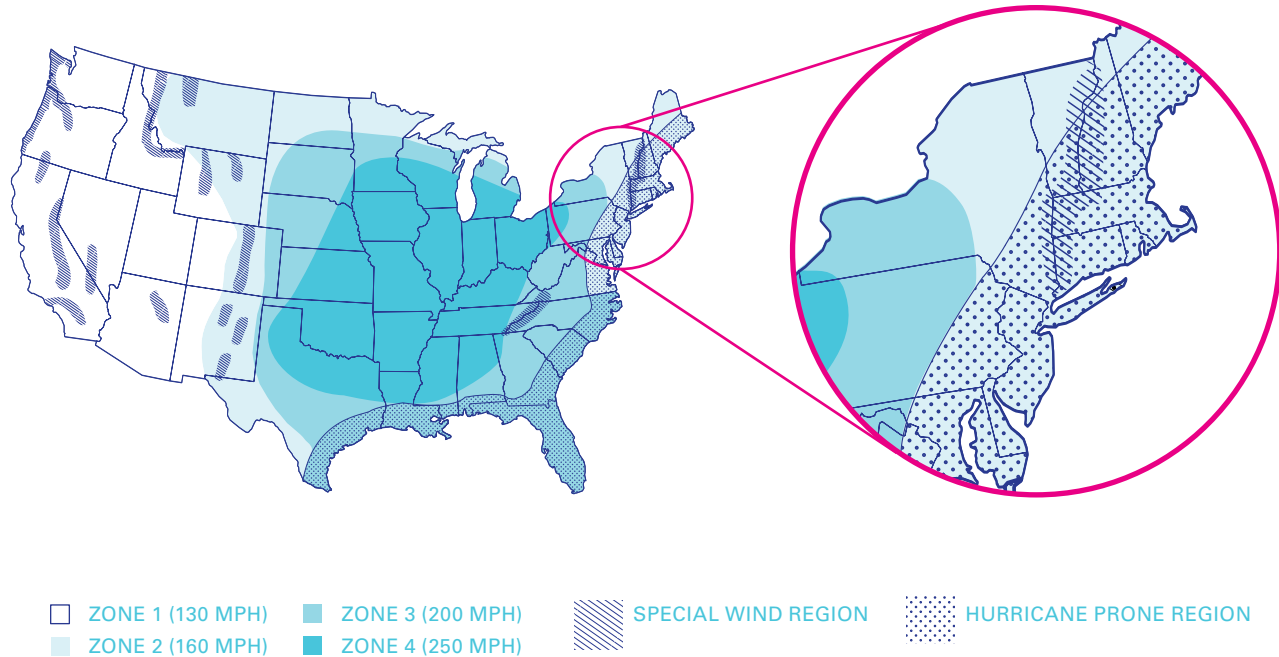 ZONE 1 (130 MPH)
ZONE 2 (160 MPH)
ZONE 3 (200 MPH)
ZONE 4 (250 MPH)
SPECIAL WIND REGION
HURRICANE PRONE REGION